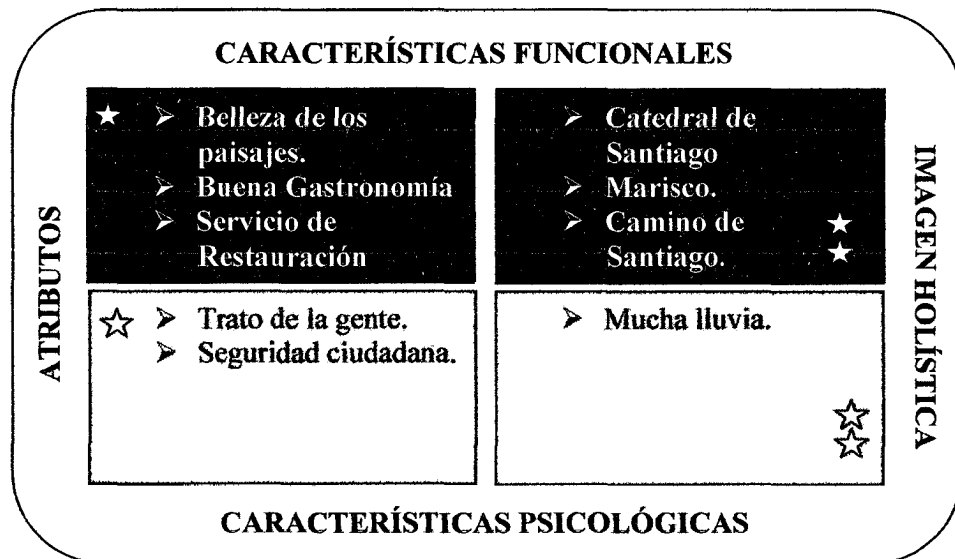 CARACTERÍSTICAS FUNCIONALES
ATRIBUTOS
➢ Belleza de los
paisajes.
➢ Buena Gastronomía
➢ Servicio de
Restauración
➢ Catedral de
Santiago
➢ Marisco.
➢ Camino de
Santiago.
➢ Trato de la gente.
➢ Seguridad ciudadana.
➢ Mucha lluvia.
IMAGEN HOLÍSTICA
CARACTERÍSTICAS PSICOLÓGICAS